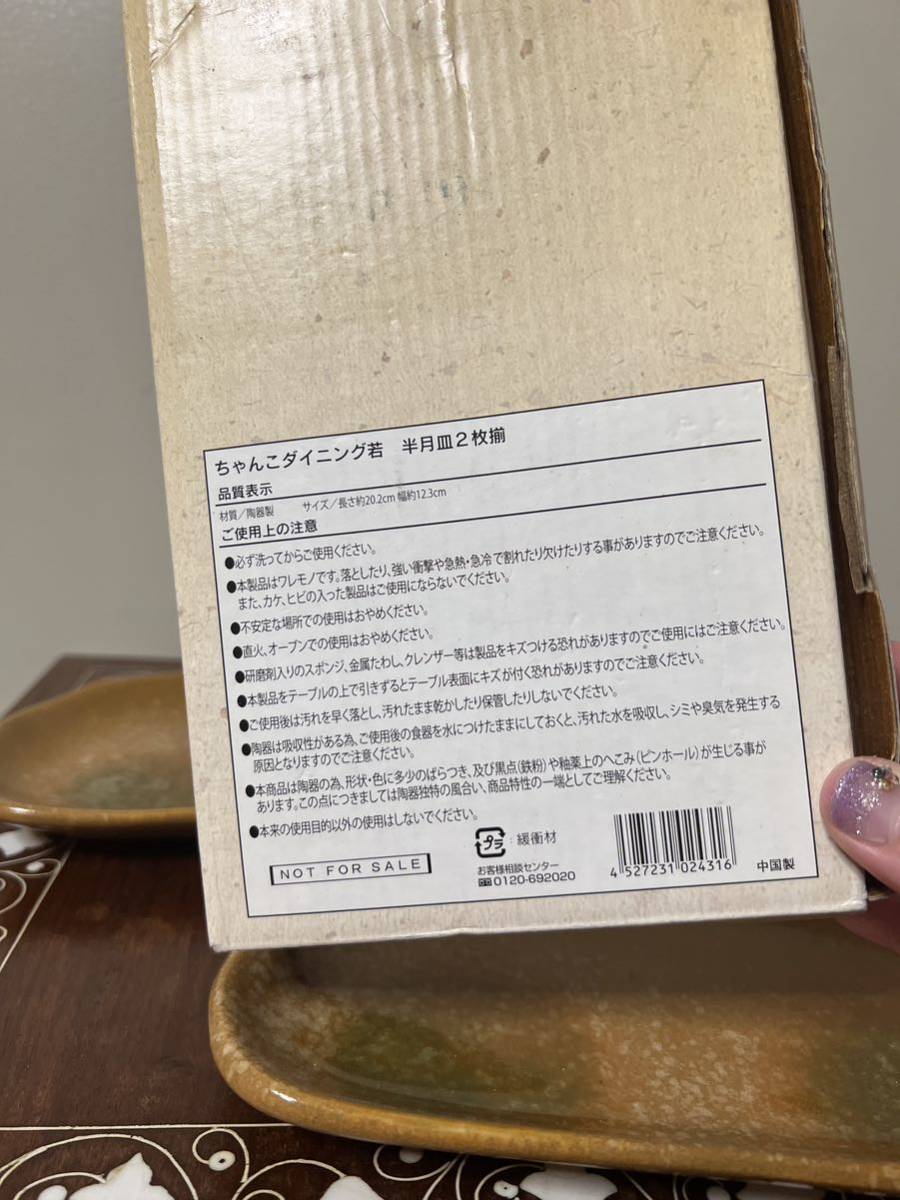 ちゃんこダイニング若　半月皿２枚揃
品質表示
材質／陶器製　サイズ／長さ約20.2cm 幅約12.3cm
ご使用上の注意
●必ず洗ってからご使用ください。
●本製品はワレモノです。落としたり、強い衝撃や急熱・急冷で割れたり欠けたりする事がありますのでご注意ください。
また、カケ、ヒビの入った製品はご使用にならないでください。
●不安定な場所での使用はおやめください。
●直火、オーブンでの使用はおやめください。
●研磨剤入りのスポンジ、金属たわし、クレンザー等は製品をキズつける恐れがありますのでご使用にはご注意ください。
●本製品をテーブルの上で引きずるとテーブル表面にキズが付く恐れがありますのでご注意ください。
●ご使用後は汚れを早く落とし、汚れたまま乾かしたり保管したりしないでください。
●陶器は吸収性がある為、ご使用後の食器を水につけたままにしておくと、汚れた水を吸収し、シミや臭気を発生する
原因となりますのでご注意ください。
●本商品は陶器の為、形状・色に多少のばらつき、及び黒点(鉄粉)や釉薬上のへこみ(ピンホール)が生じる事が
あります。この点につきましては陶器独特の風合い、商品特性の一端としてご理解ください。
●本来の使用目的以外の使用はしないでください。
NOT FOR SALE
プラ：緩衝材
お客様相談センター
0120-692020
4 527231 024316
中国製